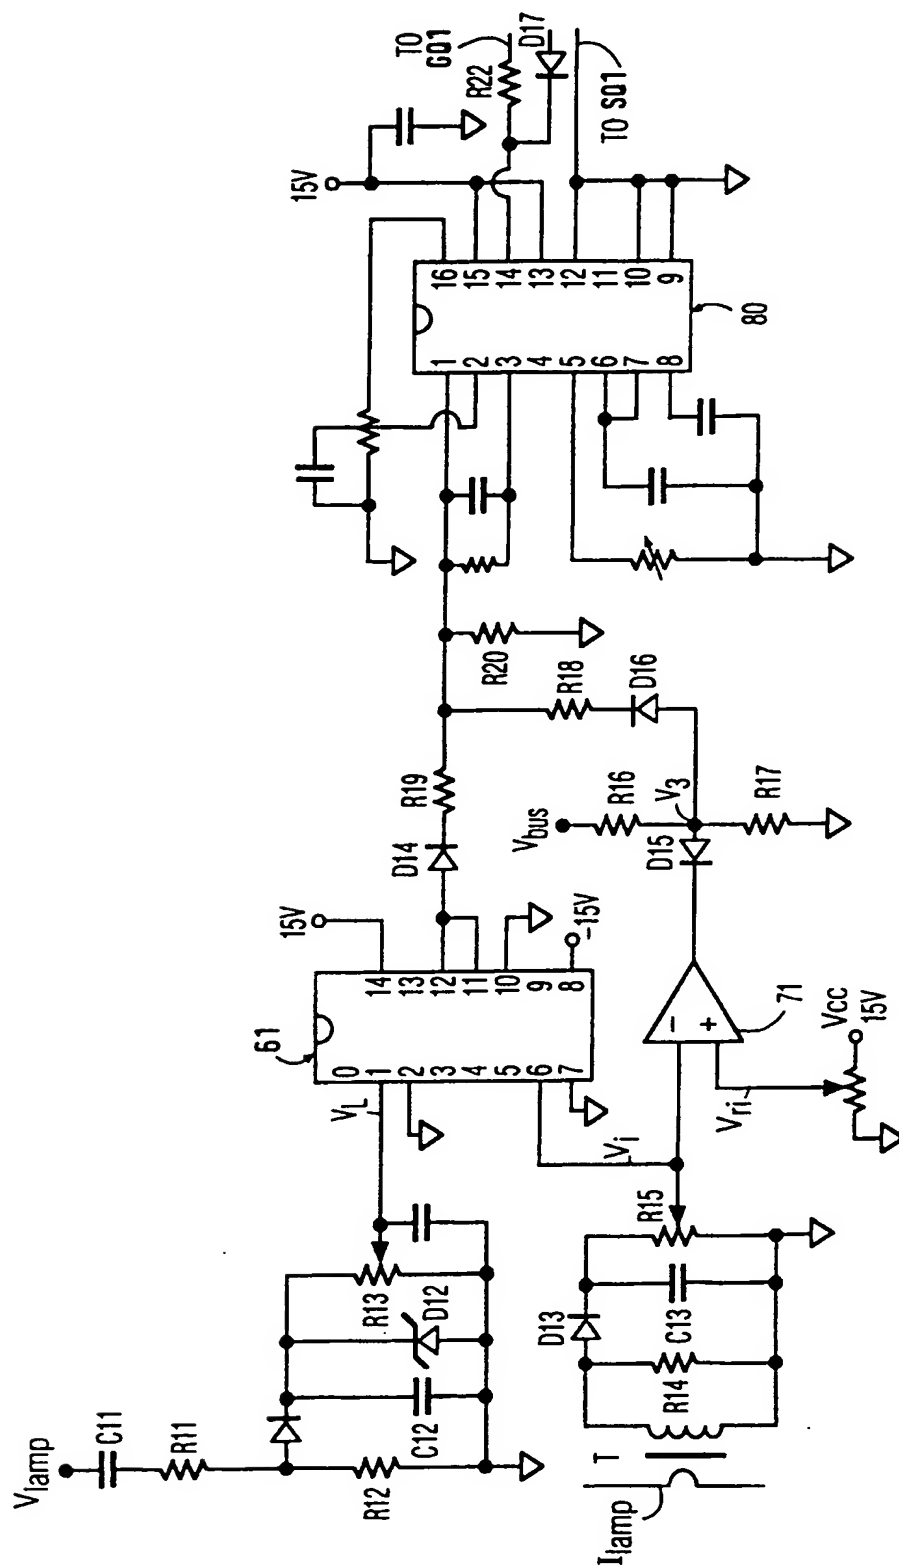 Vlamp
C11
R11
R12
C12
D12
R13
VL
61
0
1
2
3
4
5
6
7
14
13
12
11
10
9
8
15V
-15V
D14
R19
Ilamp
T
R14
D13
C13
R15
Vi
Vri
Vcc
15V
71
D15
V3
Vbus
R16
R17
D16
R18
R20
1
2
3
4
5
6
7
8
16
15
14
13
12
11
10
9
80
15V
R22
TO
GQ1
D17
TO SQ1